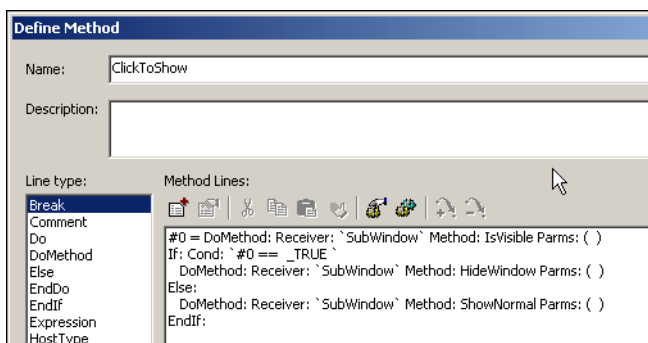 Define Method
Name: ClickToShow
Description:
Line type: Method Lines:
Break
Comment
Do
DoMethod
Else
EndDo
EndIf
Expression
HostType
#0 = DoMethod: Receiver: `SubWindow` Method: IsVisible Parms: ( )
If: Cond: `#0 == _TRUE `
DoMethod: Receiver: `SubWindow` Method: HideWindow Parms: ( )
Else:
DoMethod: Receiver: `SubWindow` Method: ShowNormal Parms: ( )
EndIf: